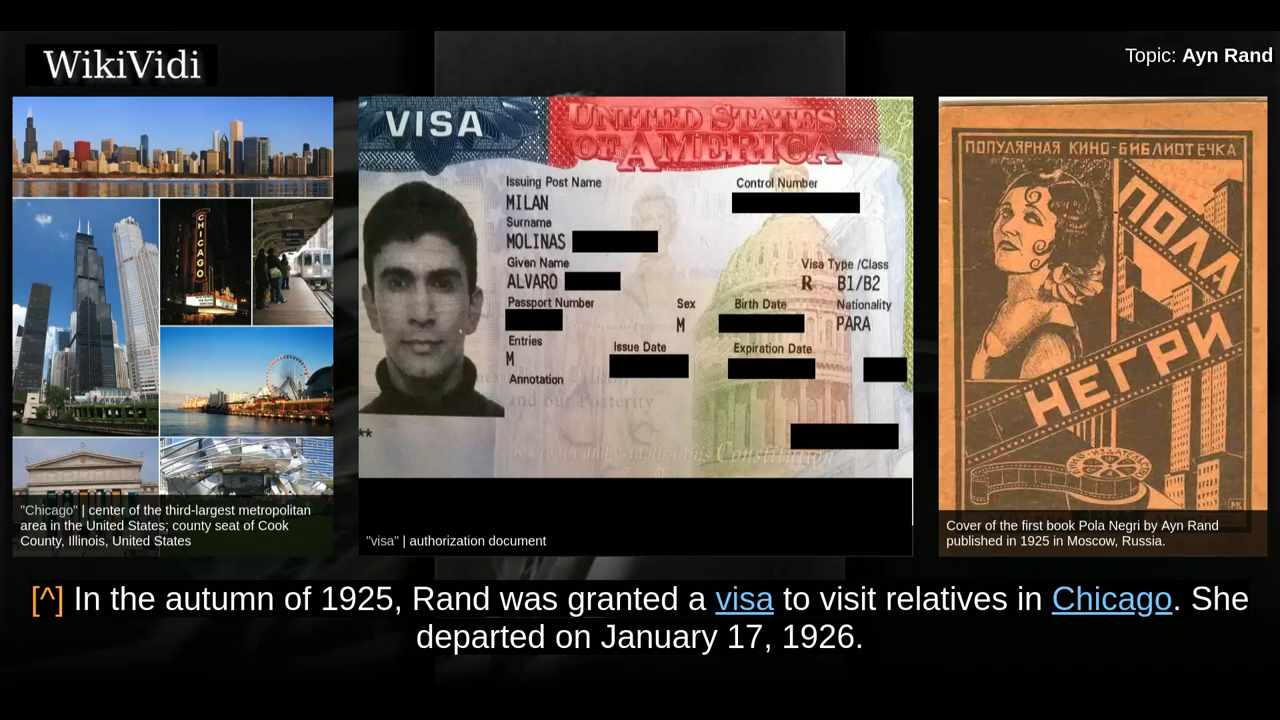 WikiVidi
Topic: Ayn Rand
CHICAGO
"Chicago" | center of the third-largest metropolitan
area in the United States; county seat of Cook
County, Illinois, United States
VISA
UNITED STATES
OF AMERICA
Issuing Post Name
MILAN
Control Number
Surname
MOLINAS
Given Name
ALVARO
Visa Type /Class
R B1/B2
Passport Number
Sex
M
Birth Date
Nationality
PARA
Entries
M
Issue Date
Expiration Date
Annotation
and our Posterity
**
Constitution
"visa" | authorization document
ПОПУЛЯРНАЯ КИНО-БИБЛИОТЕЧКА
ПОЛА
НЕГРИ
Cover of the first book Pola Negri by Ayn Rand
published in 1925 in Moscow, Russia.
[^] In the autumn of 1925, Rand was granted a visa to visit relatives in Chicago. She
departed on January 17, 1926.